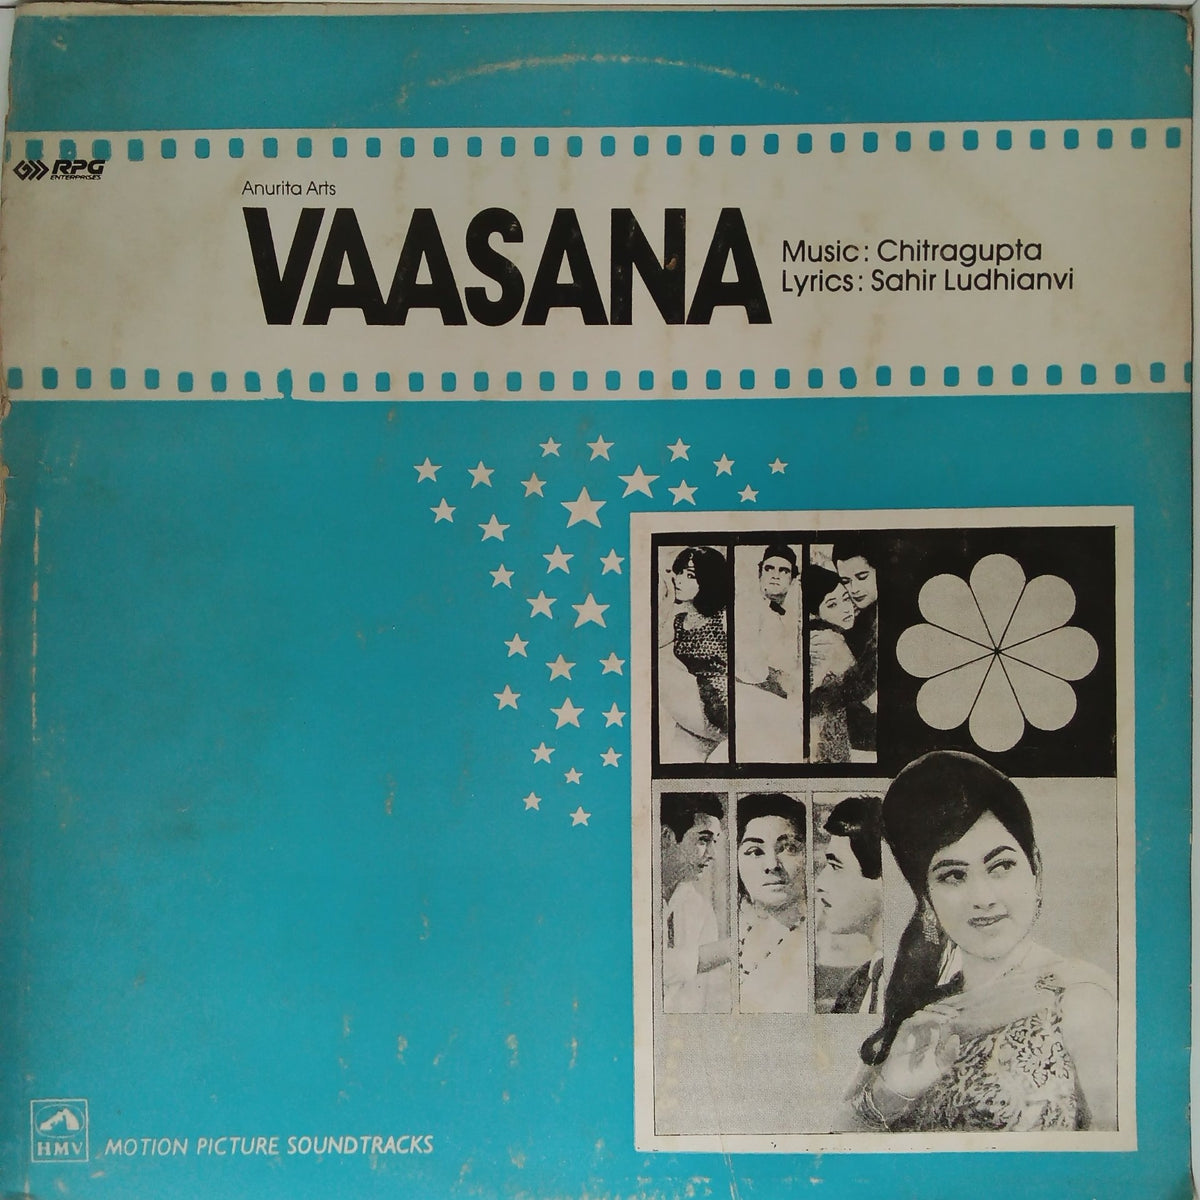 RPG
ENTERPRISES
Anurita Arts
VAASANA
Music: Chitragupta
Lyrics: Sahir Ludhianvi
HMV
MOTION PICTURE SOUNDTRACKS